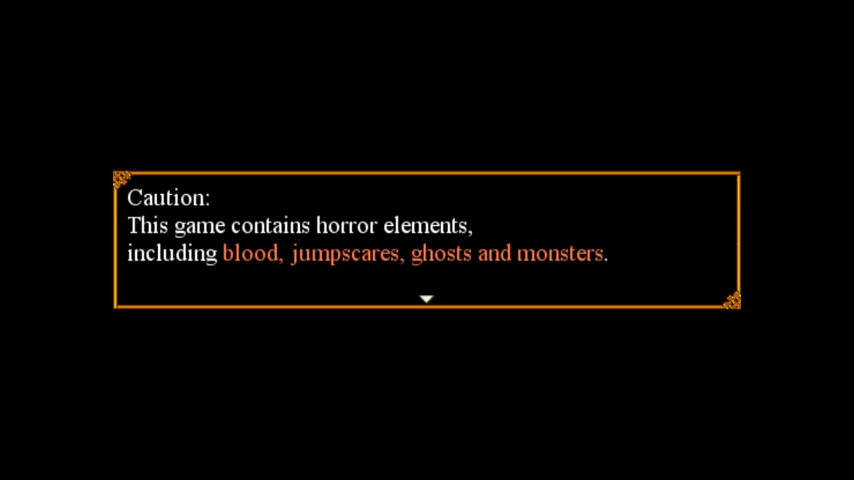 Caution:
This game contains horror elements,
including blood, jumpscares, ghosts and monsters.